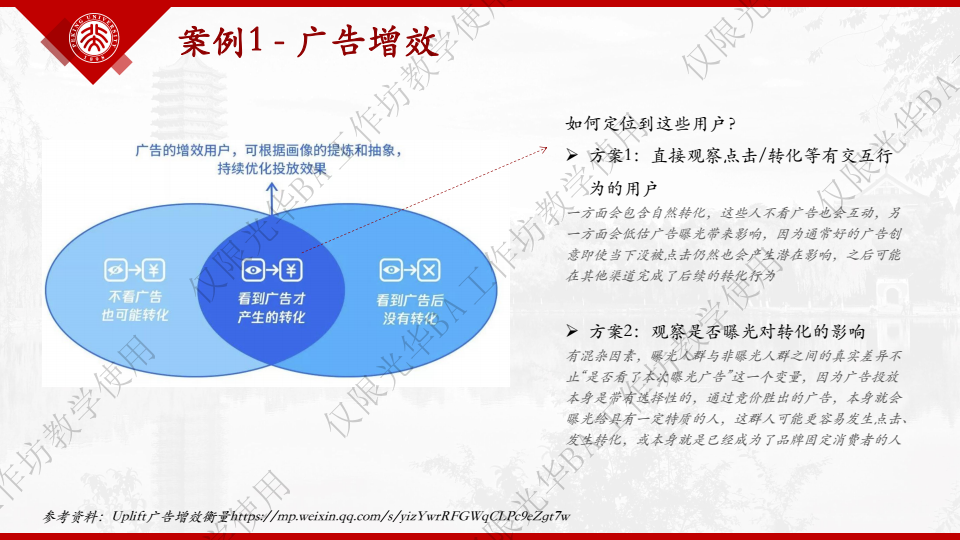 PEKING UNIVERSITY
1898
案例1 - 广告增效
广告的增效用户，可根据画像的提炼和抽象，
持续优化投放效果
不看广告
也可能转化
看到广告才
产生的转化
看到广告后
没有转化
如何定位到这些用户?
➢ 方案1：直接观察点击/转化等有交互行
为的用户
一方面会包含自然转化，这些人不看广告也会互动，另
一方面会低估广告曝光带来影响，因为通常好的广告创
意即使当下没被点击仍然也会产生潜在影响，之后可能
在其他渠道完成了后续的转化行为
➢ 方案2：观察是否曝光对转化的影响
有混杂因素，曝光人群与非曝光人群之间的真实差异不
止“是否看了本次曝光广告”这一个变量，因为广告投放
本身是带有选择性的，通过竞价胜出的广告，本身就会
曝光给具有一定特质的人，这群人可能更容易发生点击、
发生转化，或本身就是已经成为了品牌固定消费者的人
参考资料：Uplift广告增效衡量https://mp.weixin.qq.com/s/yizYwrRFGWqCLPc9eZgt7w
仅限光华BA工作坊教学使用
仅限光华BA工作坊教学使用